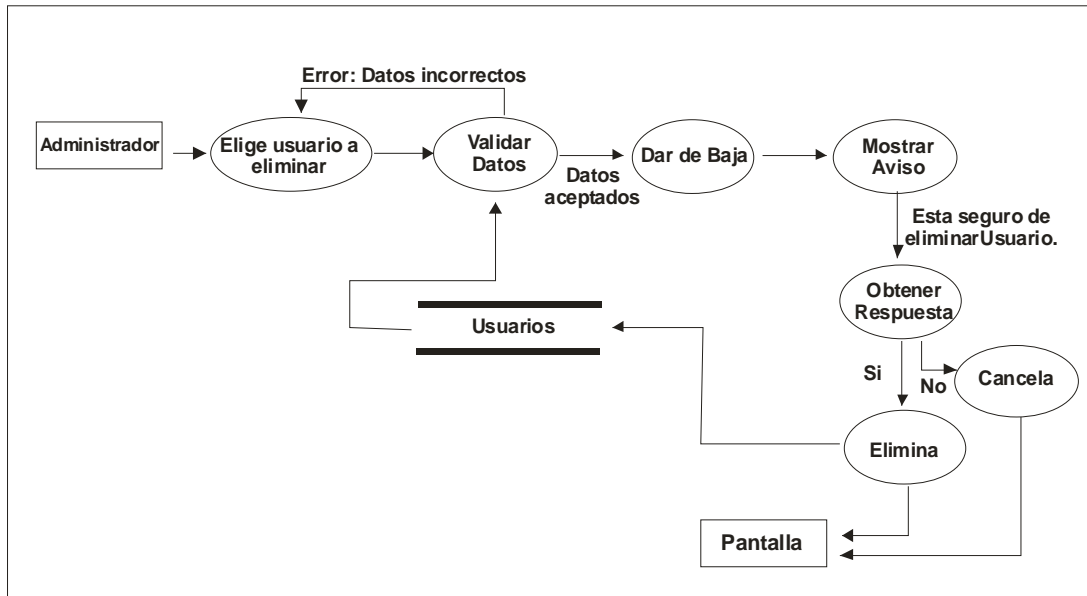 Error: Datos incorrectos
Administrador
Elige usuario a
eliminar
Validar
Datos
Datos
aceptados
Dar de Baja
Mostrar
Aviso
Esta seguro de
eliminarUsuario.
Obtener
Respuesta
Usuarios
Si
No
Cancela
Elimina
Pantalla